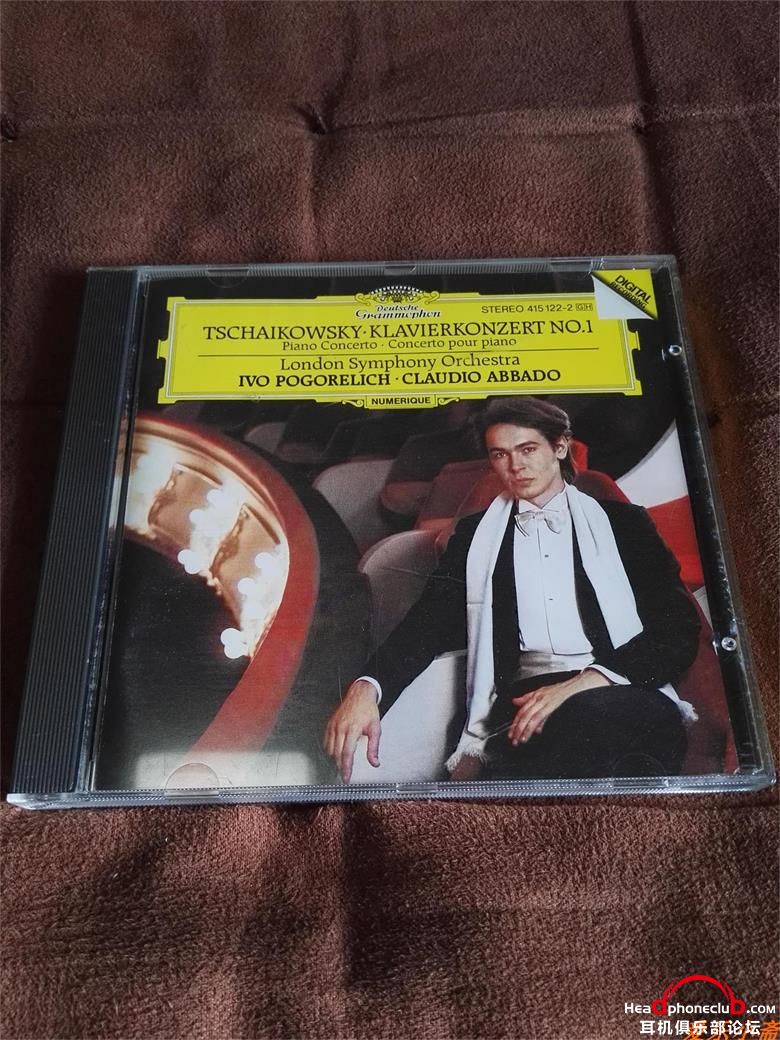 Deutsche
Grammophon
STEREO 415 122-2 GH
DIGITAL
RECORDING
TSCHAIKOWSKY · KLAVIERKONZERT NO.1
Piano Concerto · Concerto pour piano
London Symphony Orchestra
IVO POGORELICH · CLAUDIO ABBADO
NUMERIQUE
Headphoneclub.com
耳机俱乐部论坛